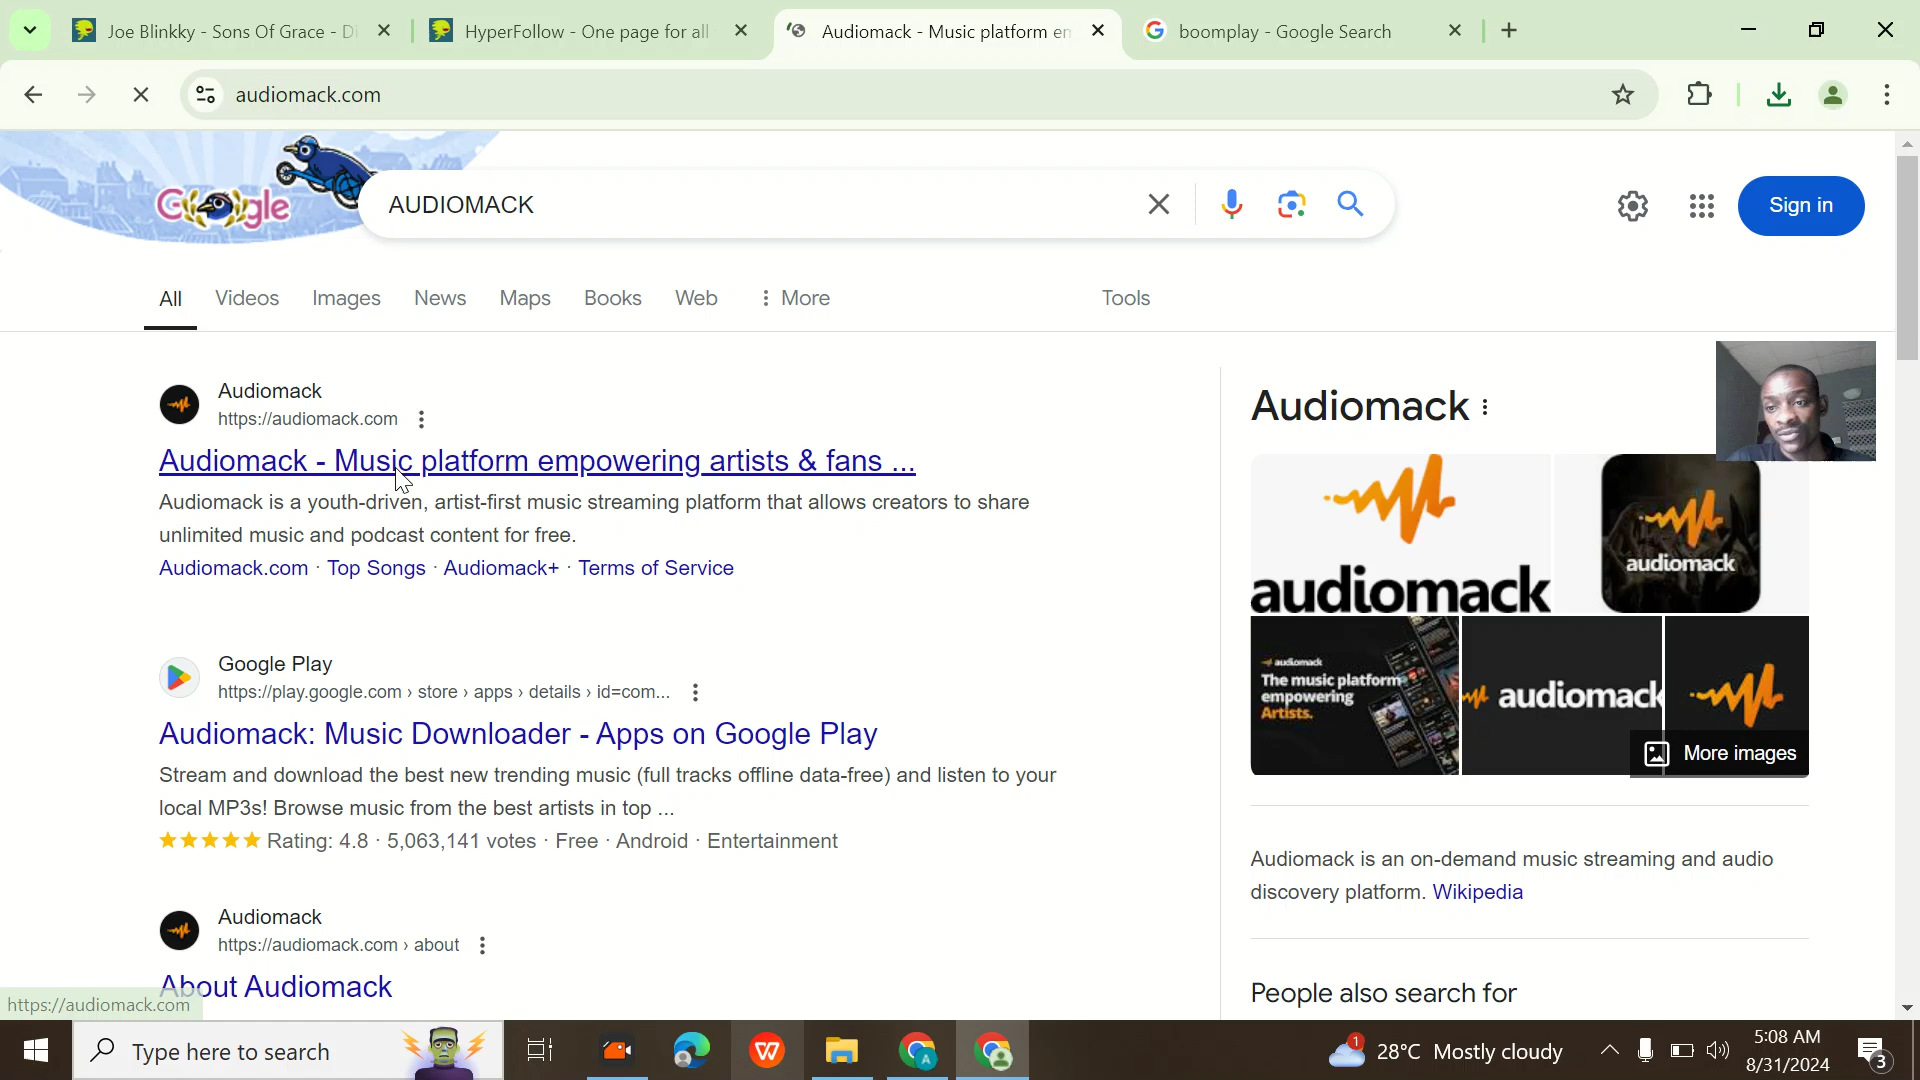 Joe Blinkky - Sons Of Grace - Di
HyperFollow - One page for all
Audiomack - Music platform em
boomplay - Google Search
audiomack.com
Google
AUDIOMACK
Sign in
All
Videos
Images
News
Maps
Books
Web
More
Tools
Audiomack
https://audiomack.com
Audiomack - Music platform empowering artists & fans ...
Audiomack is a youth-driven, artist-first music streaming platform that allows creators to share
unlimited music and podcast content for free.
Audiomack.com · Top Songs · Audiomack+ · Terms of Service
Google Play
https://play.google.com › store › apps › details › id=com...
Audiomack: Music Downloader - Apps on Google Play
Stream and download the best new trending music (full tracks offline data-free) and listen to your
local MP3s! Browse music from the best artists in top ...
Rating: 4.8 · 5,063,141 votes · Free · Android · Entertainment
Audiomack
https://audiomack.com › about
About Audiomack
https://audiomack.com
Audiomack
audiomack
audiomack
audiomack
The music platform
empowering
Artists.
audiomack
More images
Audiomack is an on-demand music streaming and audio
discovery platform. Wikipedia
People also search for
Type here to search
W
A
1
28°C Mostly cloudy
5:08 AM
8/31/2024
3